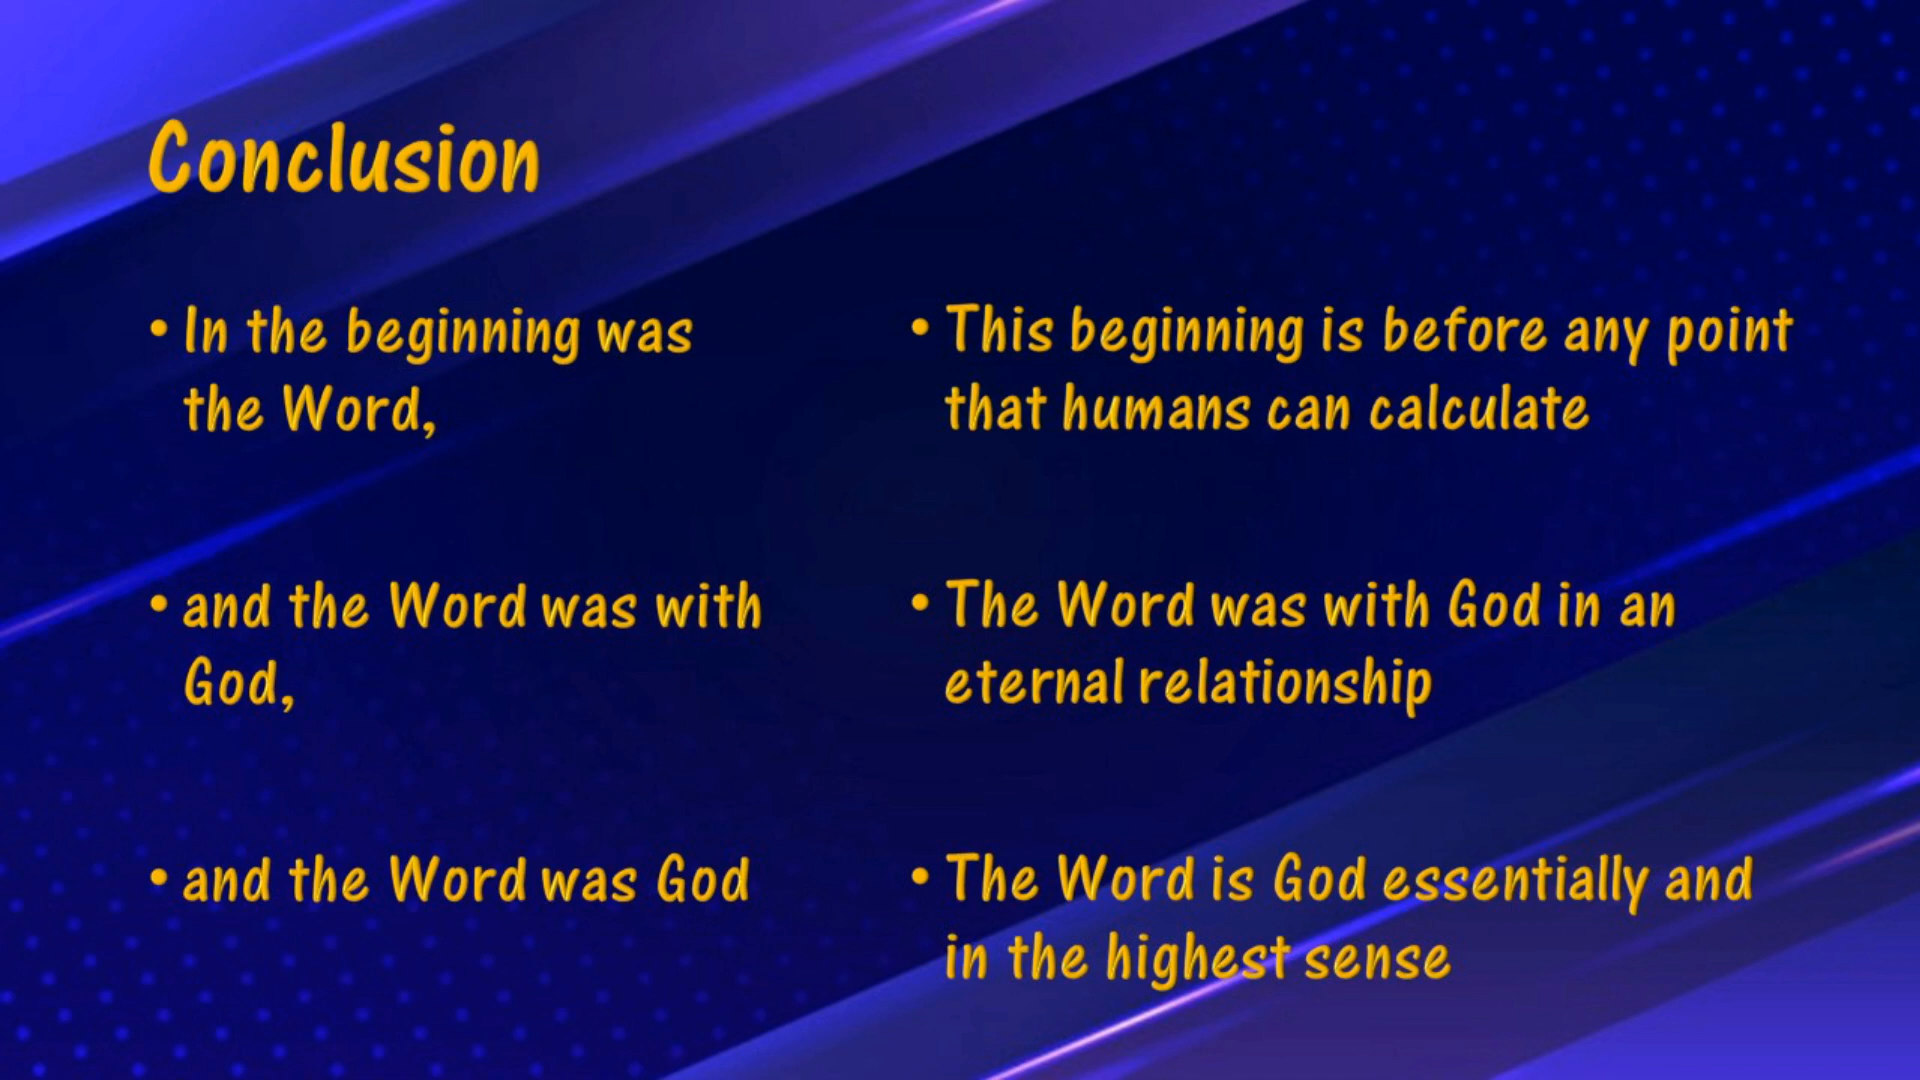 Conclusion
• In the beginning was
the Word,
• This beginning is before any point
that humans can calculate
• and the Word was with
God,
• The Word was with God in an
eternal relationship
• and the Word was God
• The Word is God essentially and
in the highest sense